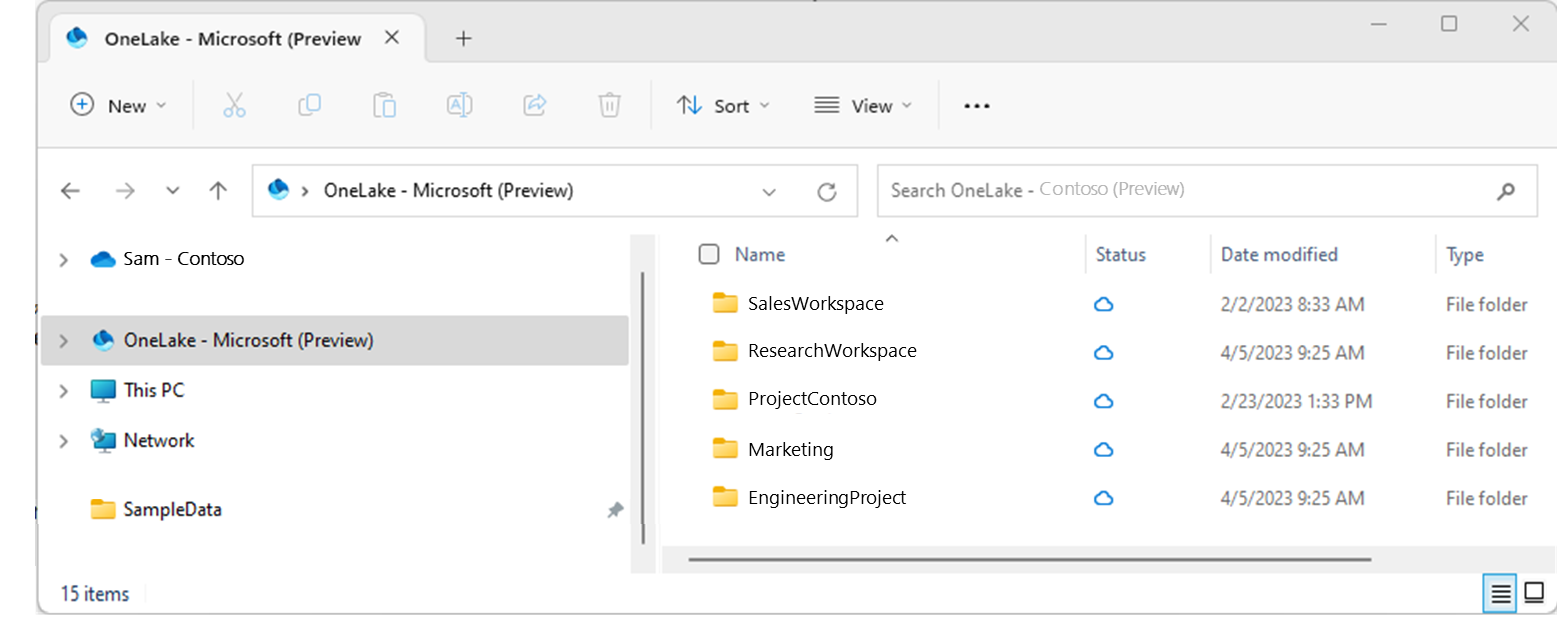 OneLake - Microsoft (Preview
New Sort View
OneLake - Microsoft (Preview) Search OneLake - Contoso (Preview)
Sam - Contoso
OneLake - Microsoft (Preview)
This PC
Network
SampleData
Name Status Date modified Type
SalesWorkspace 2/2/2023 8:33 AM File folder
ResearchWorkspace 4/5/2023 9:25 AM File folder
ProjectContoso 2/23/2023 1:33 PM File folder
Marketing 4/5/2023 9:25 AM File folder
EngineeringProject 4/5/2023 9:25 AM File folder
15 items